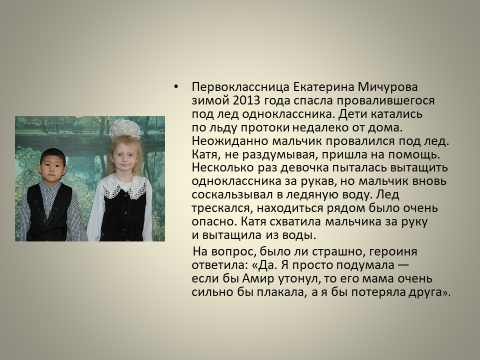 • Первоклассница Екатерина Мичурова
зимой 2013 года спасла провалившегося
под лед одноклассника. Дети катались
по льду протоки недалеко от дома.
Неожиданно мальчик провалился под лед.
Катя, не раздумывая, пришла на помощь.
Несколько раз девочка пыталась вытащить
одноклассника за рукав, но мальчик вновь
соскальзывал в ледяную воду. Лед
трескался, находиться рядом было очень
опасно. Катя схватила мальчика за руку
и вытащила из воды.
На вопрос, было ли страшно, героиня
ответила: «Да. Я просто подумала —
если бы Амир утонул, то его мама очень
сильно бы плакала, а я бы потеряла друга».